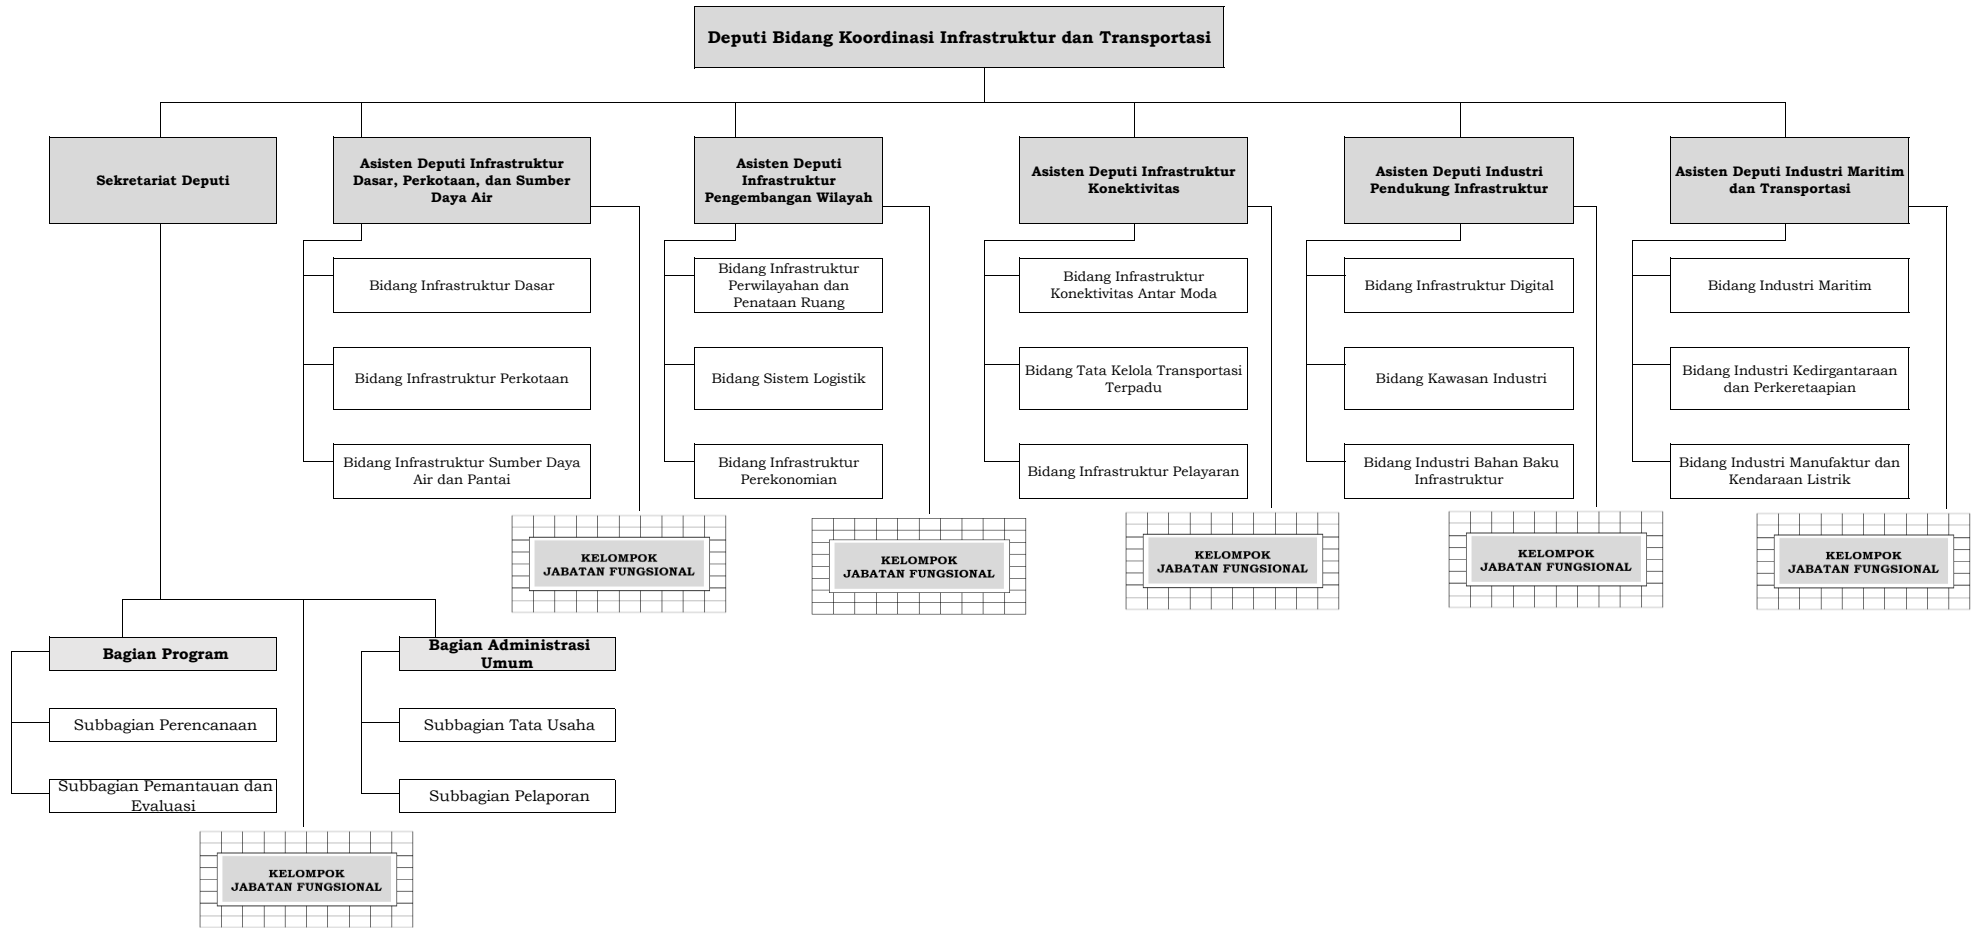 Deputi Bidang Koordinasi Infrastruktur dan Transportasi
Sekretariat Deputi
Asisten Deputi Infrastruktur
Dasar, Perkotaan, dan Sumber
Daya Air
Asisten Deputi
Infrastruktur
Pengembangan Wilayah
Asisten Deputi Infrastruktur
Konektivitas
Asisten Deputi Industri
Pendukung Infrastruktur
Asisten Deputi Industri Maritim
dan Transportasi
Bidang Infrastruktur Dasar
Bidang Infrastruktur
Perwilayahan dan
Penataan Ruang
Bidang Infrastruktur
Konektivitas Antar Moda
Bidang Infrastruktur Digital
Bidang Industri Maritim
Bidang Infrastruktur Perkotaan
Bidang Sistem Logistik
Bidang Tata Kelola Transportasi
Terpadu
Bidang Kawasan Industri
Bidang Industri Kedirgantaraan
dan Perkeretaapian
Bidang Infrastruktur Sumber Daya
Air dan Pantai
Bidang Infrastruktur
Perekonomian
Bidang Infrastruktur Pelayaran
Bidang Industri Bahan Baku
Infrastruktur
Bidang Industri Manufaktur dan
Kendaraan Listrik
KELOMPOK
JABATAN FUNGSIONAL
KELOMPOK
JABATAN FUNGSIONAL
KELOMPOK
JABATAN FUNGSIONAL
KELOMPOK
JABATAN FUNGSIONAL
KELOMPOK
JABATAN FUNGSIONAL
Bagian Program
Bagian Administrasi
Umum
Subbagian Perencanaan
Subbagian Tata Usaha
Subbagian Pemantauan dan
Evaluasi
Subbagian Pelaporan
KELOMPOK
JABATAN FUNGSIONAL